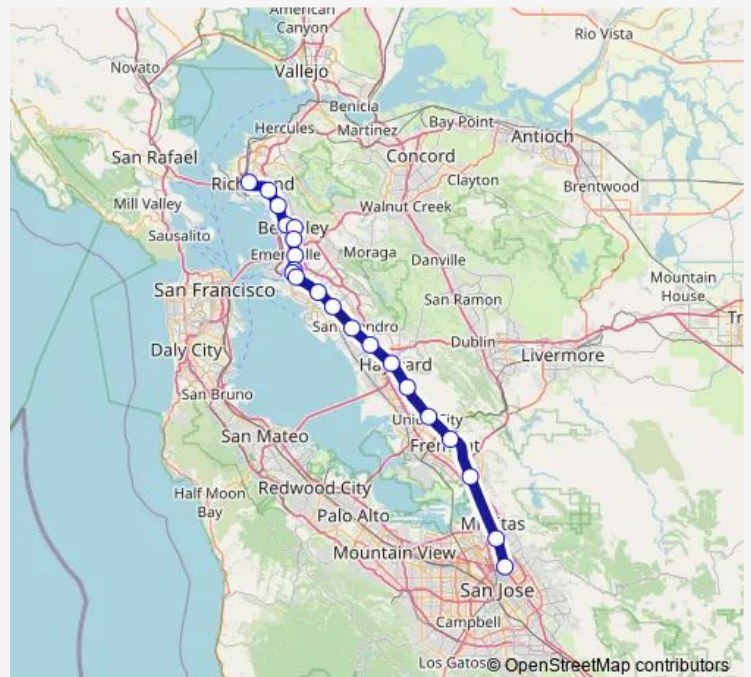 American
Canyon
Rio Vista
Novato
Vallejo
Benicia
Hercules
Martinez
Bay Point
Antioch
San Rafael
Concord
Clayton
Brentwood
Mill Valley
Walnut Creek
Sausalito
Moraga
Danville
San Francisco
San Ramon
Mountain
House
Tr
Daly City
Dublin
Livermore
San Bruno
San Mateo
Half Moon
Bay
Redwood City
Palo Alto
Mountain View
San Jose
Campbell
Los Gatos
© OpenStreetMap contributors